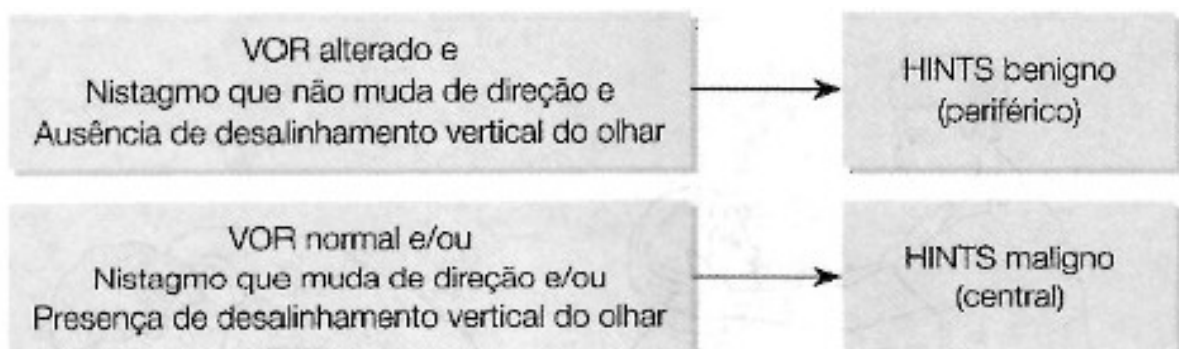 VOR alterado e
Nistagmo que não muda de direção e
Ausência de desalinhamento vertical do olhar
HINTS benigno
(periférico)
VOR normal e/ou
Nistagmo que muda de direção e/ou
Presença de desalinhamento vertical do olhar
HINTS maligno
(central)